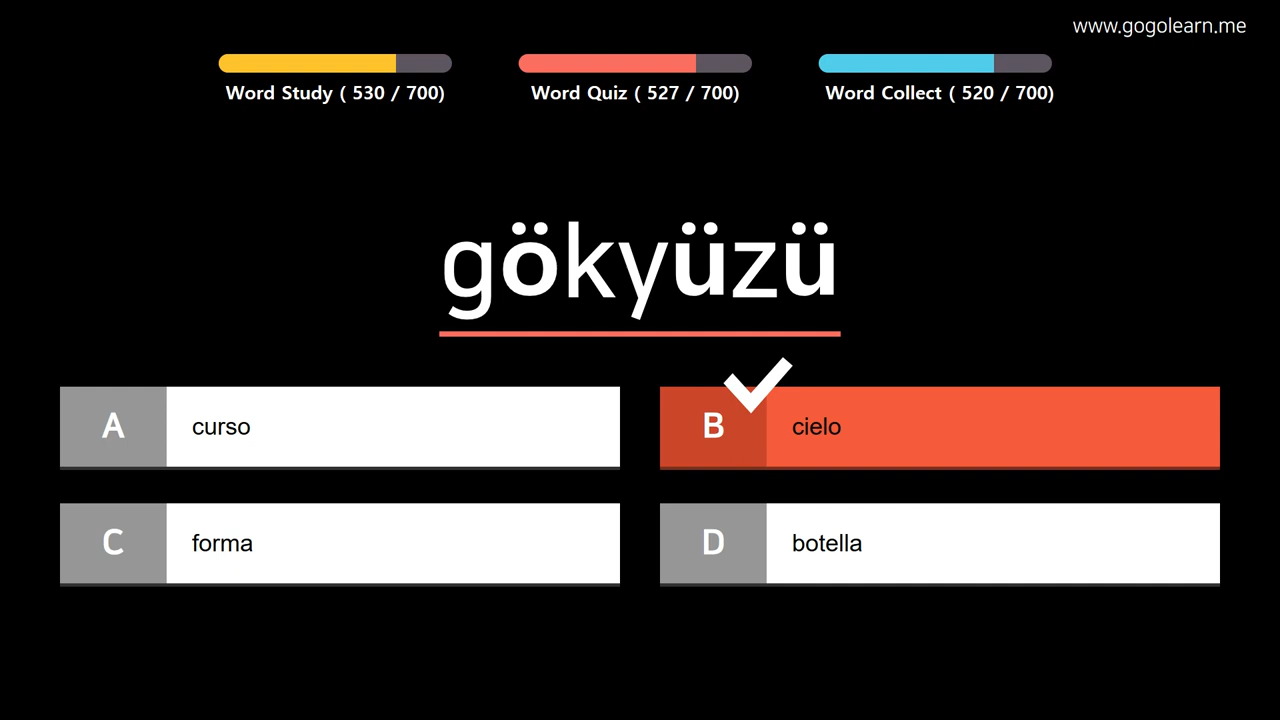 www.gogolearn.me
Word Study ( 530 / 700)
Word Quiz ( 527 / 700)
Word Collect ( 520 / 700)
gökyüzü
A curso
B cielo
C forma
D botella